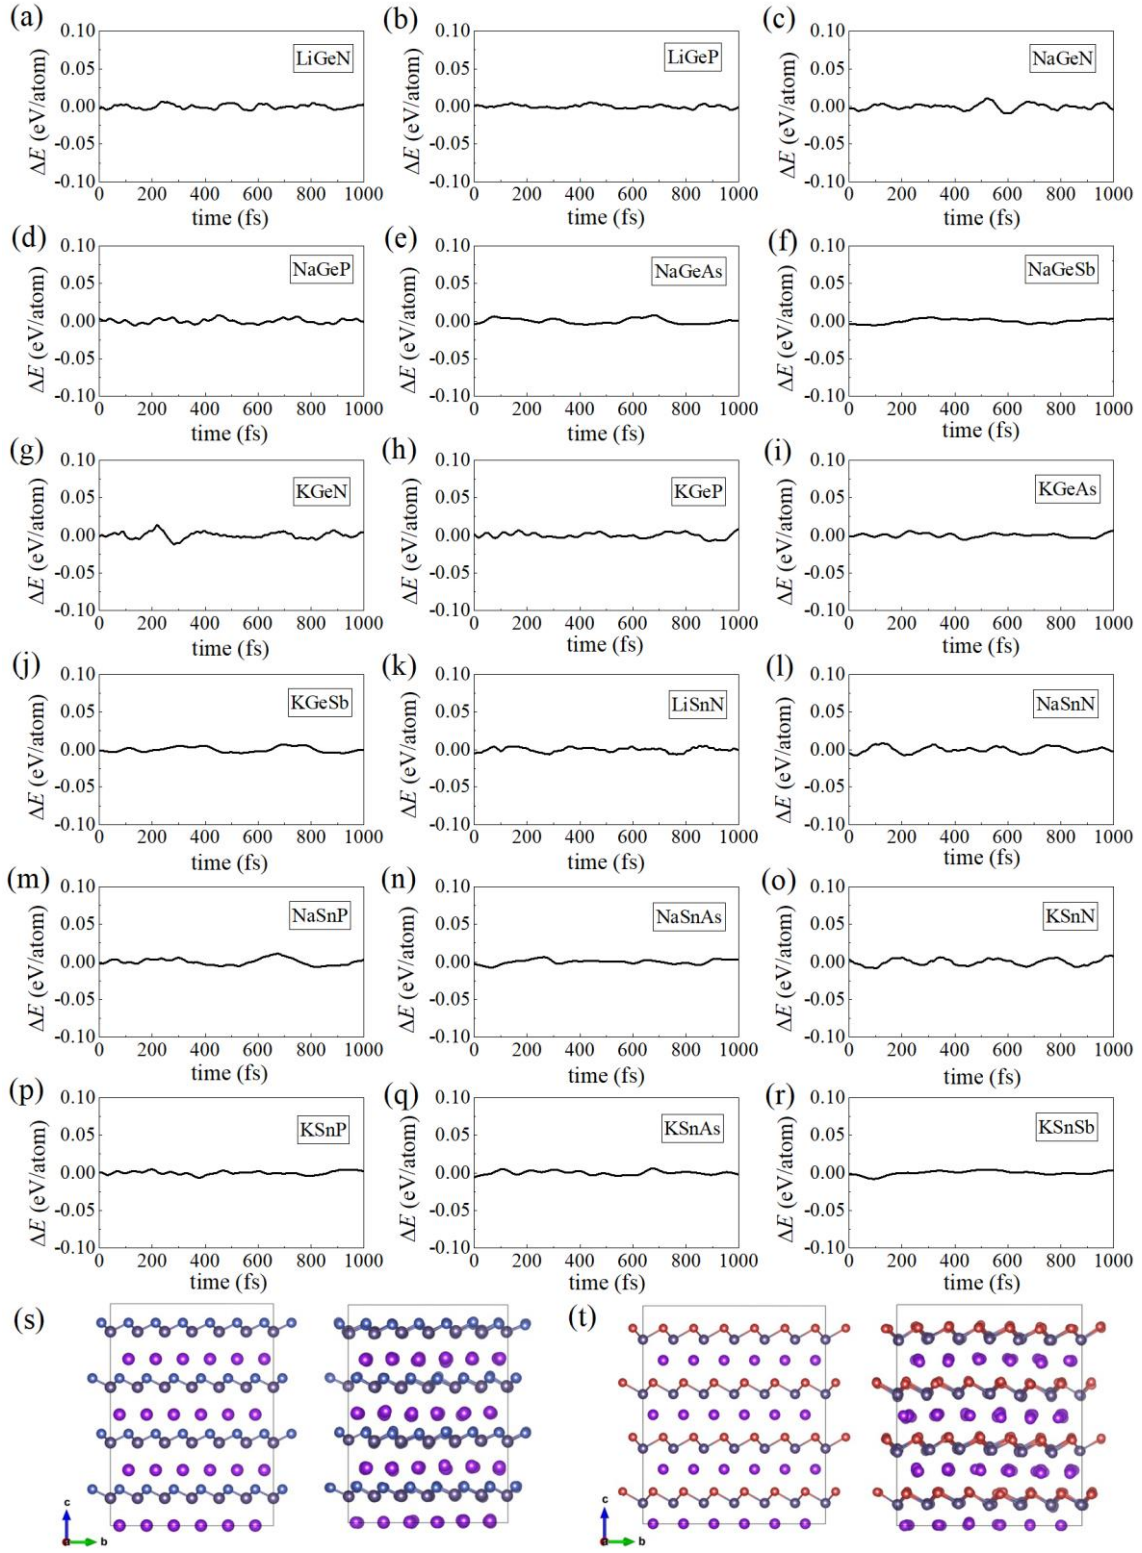 (a) (b) (c)
LiGeN LiGeP NaGeN
0.10 0.05 0.00 -0.05 -0.10
0.10 0.05 0.00 -0.05 -0.10
0.10 0.05 0.00 -0.05 -0.10
ΔE (eV/atom) ΔE (eV/atom) ΔE (eV/atom)
0 200 400 600 800 1000 0 200 400 600 800 1000 0 200 400 600 800 1000
time (fs) time (fs) time (fs)
(d) (e) (f)
NaGeP NaGeAs NaGeSb
0.10 0.05 0.00 -0.05 -0.10
0.10 0.05 0.00 -0.05 -0.10
0.10 0.05 0.00 -0.05 -0.10
ΔE (eV/atom) ΔE (eV/atom) ΔE (eV/atom)
0 200 400 600 800 1000 0 200 400 600 800 1000 0 200 400 600 800 1000
time (fs) time (fs) time (fs)
(g) (h) (i)
KGeN KGeP KGeAs
0.10 0.05 0.00 -0.05 -0.10
0.10 0.05 0.00 -0.05 -0.10
0.10 0.05 0.00 -0.05 -0.10
ΔE (eV/atom) ΔE (eV/atom) ΔE (eV/atom)
0 200 400 600 800 1000 0 200 400 600 800 1000 0 200 400 600 800 1000
time (fs) time (fs) time (fs)
(j) (k) (l)
KGeSb LiSnN NaSnN
0.10 0.05 0.00 -0.05 -0.10
0.10 0.05 0.00 -0.05 -0.10
0.10 0.05 0.00 -0.05 -0.10
ΔE (eV/atom) ΔE (eV/atom) ΔE (eV/atom)
0 200 400 600 800 1000 0 200 400 600 800 1000 0 200 400 600 800 1000
time (fs) time (fs) time (fs)
(m) (n) (o)
NaSnP NaSnAs KSnN
0.10 0.05 0.00 -0.05 -0.10
0.10 0.05 0.00 -0.05 -0.10
0.10 0.05 0.00 -0.05 -0.10
ΔE (eV/atom) ΔE (eV/atom) ΔE (eV/atom)
0 200 400 600 800 1000 0 200 400 600 800 1000 0 200 400 600 800 1000
time (fs) time (fs) time (fs)
(p) (q) (r)
KSnP KSnAs KSnSb
0.10 0.05 0.00 -0.05 -0.10
0.10 0.05 0.00 -0.05 -0.10
0.10 0.05 0.00 -0.05 -0.10
ΔE (eV/atom) ΔE (eV/atom) ΔE (eV/atom)
0 200 400 600 800 1000 0 200 400 600 800 1000 0 200 400 600 800 1000
time (fs) time (fs) time (fs)
(s) (t)
c c
a b a b